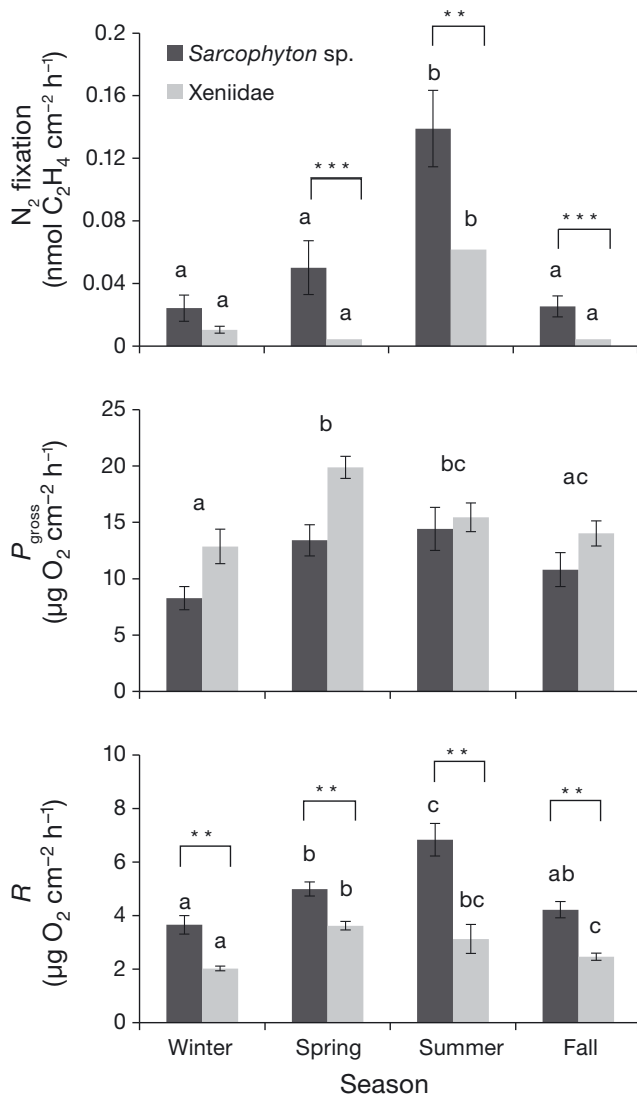 N2 fixation
(nmol C2H4 cm−2 h−1)
0.2
0.16
0.12
0.08
0.04
0
Sarcophyton sp.
Xeniidae
* *
* * *
* * *
b
a
b
a
a
a
a
a
Pgross
(µg O2 cm−2 h−1)
25
20
15
10
5
0
a
b
bc
ac
R
(µg O2 cm−2 h−1)
10
8
6
4
2
0
* *
* *
* *
* *
a
a
b
b
c
bc
ab
c
Winter
Spring
Summer
Fall
Season